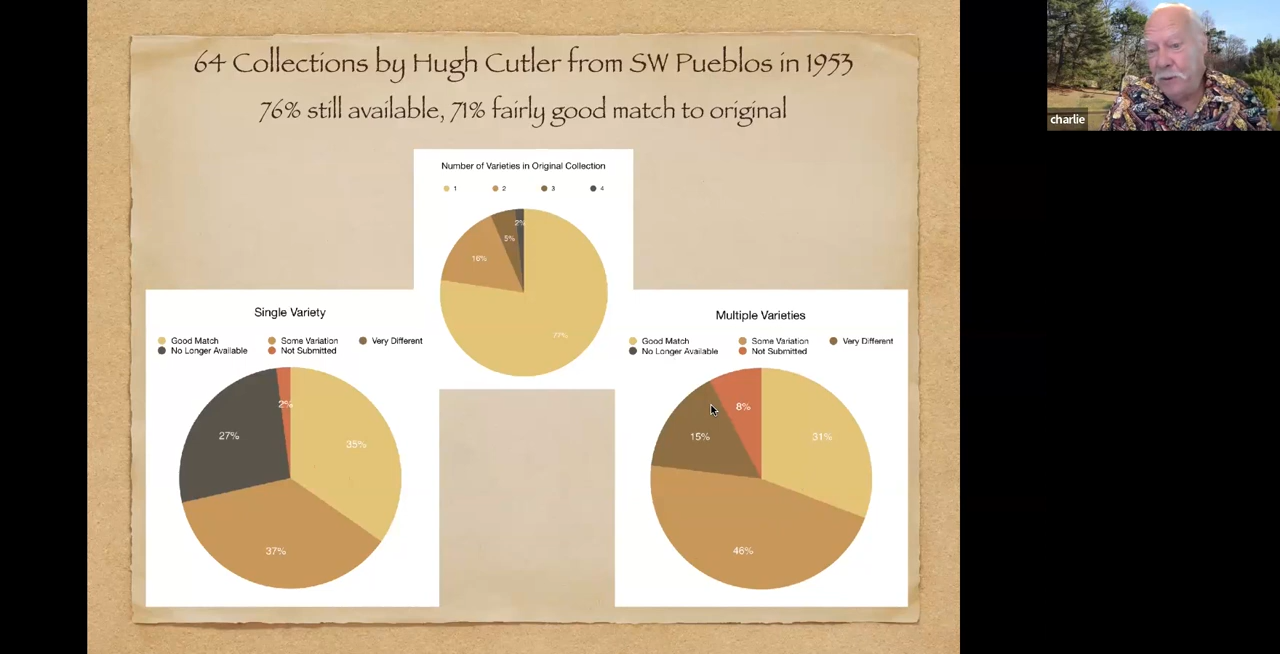 64 Collections by Hugh Cutler from SW Pueblos in 1953
76% still available, 71% fairly good match to original
charlie
Number of Varieties in Original Collection
1 2 3 4
2%
5%
16%
77%
Single Variety
Good Match Some Variation Very Different
No Longer Available Not Submitted
2%
27%
35%
37%
Multiple Varieties
Good Match Some Variation Very Different
No Longer Available Not Submitted
8%
15%
31%
46%